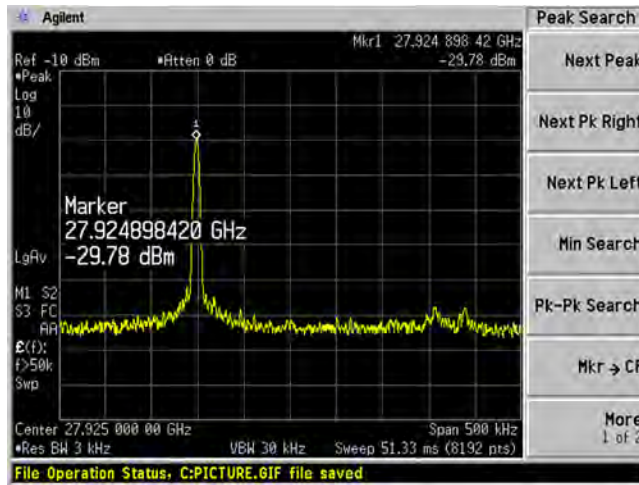 Agilent
Peak Search
Mkr1 27.924 898 42 GHz
Ref -10 dBm
*Atten 0 dB
-29.78 dBm
*Peak
Log
10
dB/
1
Marker
27.924898420 GHz
-29.78 dBm
LgAv
M1 S2
S3 FC
AA
£(f):
f>50k
Swp
Center 27.925 000 00 GHz
Span 500 kHz
*Res BW 3 kHz
VBW 30 kHz
Sweep 51.33 ms (8192 pts)
File Operation Status, C:PICTURE.GIF file saved
Next Peak
Next Pk Right
Next Pk Left
Min Search
Pk-Pk Search
Mkr → CF
More
1 of 2